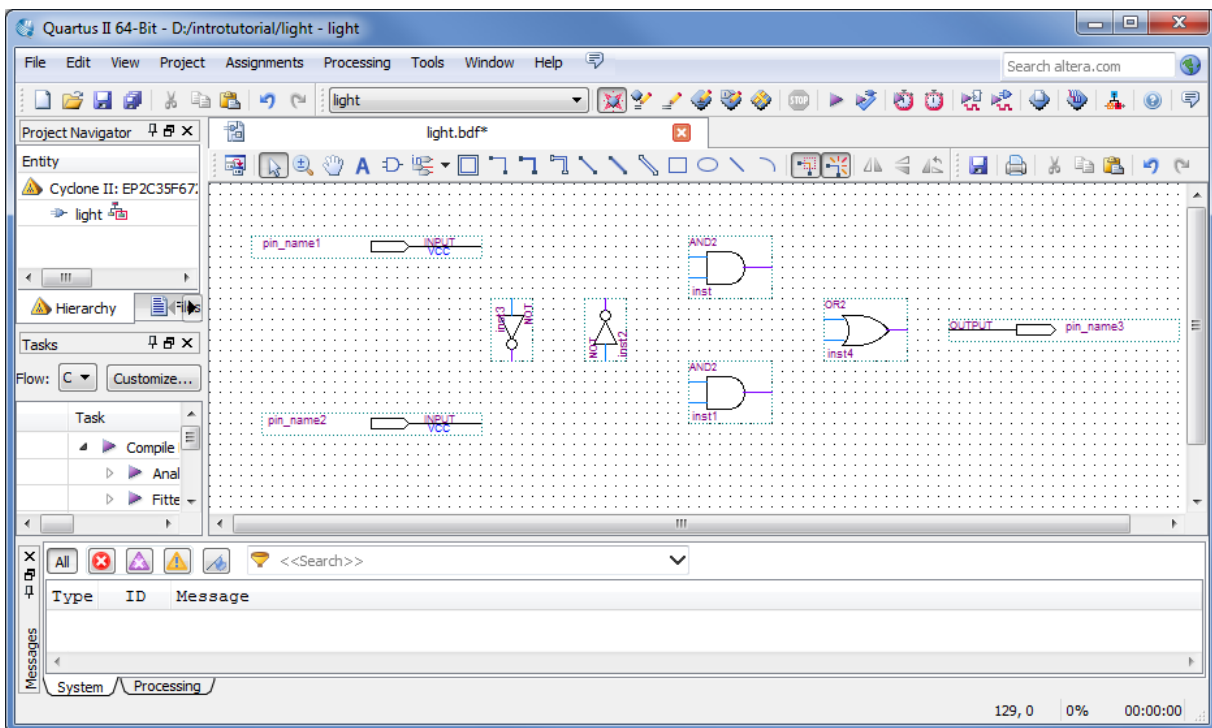 Quartus II 64-Bit - D:/introtutorial/light - light
File Edit View Project Assignments Processing Tools Window Help
Search altera.com
light
STOP
Project Navigator
light.bdf*
Entity
Cyclone II: EP2C35F672
light
Hierarchy
Files
Tasks
Flow: C Customize...
Task
Compile
Anal
Fitte
pin_name1 INPUT
VCC
AND2
inst
inst3 NOT
NOT inst2
OR2
inst4
OUTPUT pin_name3
AND2
inst1
pin_name2 INPUT
VCC
All <<Search>>
Type ID Message
Messages
System Processing
129, 0 0% 00:00:00